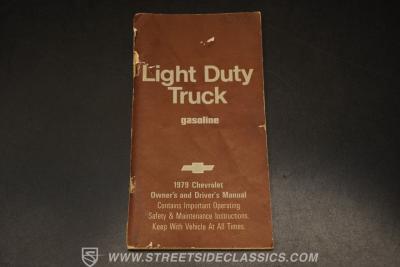 Light Duty
Truck
gasoline
1979 Chevrolet
Owner's and Driver's Manual
Contains Important Operating
Safety & Maintenance Instructions.
Keep With Vehicle At All Times.
WWW.STREETSIDECLASSICS.COM